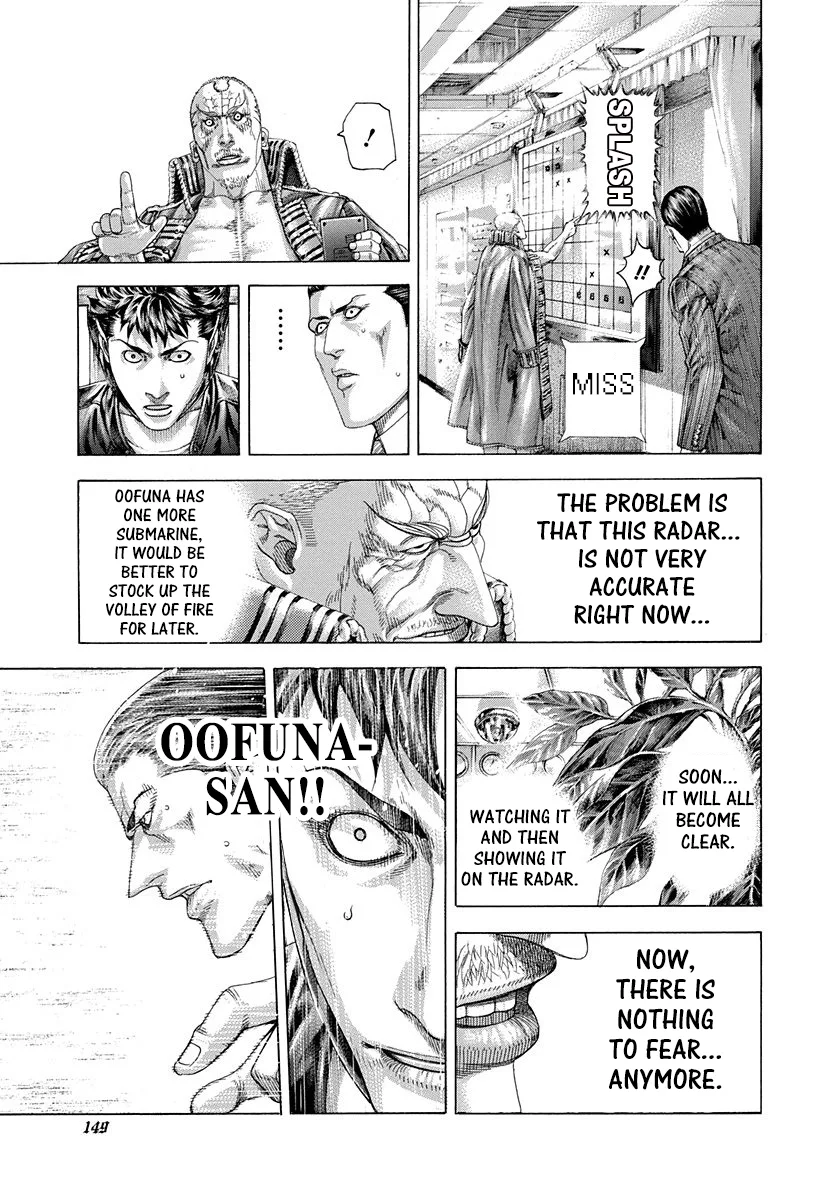 SPLASH
!!
MISS
!
......
THE PROBLEM IS
THAT THIS RADAR...
IS NOT VERY
ACCURATE
RIGHT NOW...
OOFUNA HAS
ONE MORE
SUBMARINE,
IT WOULD BE
BETTER TO
STOCK UP THE
VOLLEY OF FIRE
FOR LATER.
SOON...
IT WILL ALL
BECOME
CLEAR.
WATCHING IT
AND THEN
SHOWING IT
ON THE RADAR.
OOFUNA-
SAN!!
NOW,
THERE IS
NOTHING
TO FEAR...
ANYMORE.
149